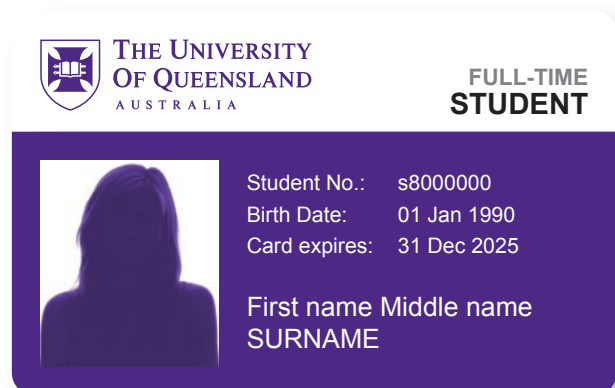 THE UNIVERSITY
OF QUEENSLAND
AUSTRALIA
FULL-TIME
STUDENT
Student No.: s8000000
Birth Date: 01 Jan 1990
Card expires: 31 Dec 2025
First name Middle name
SURNAME